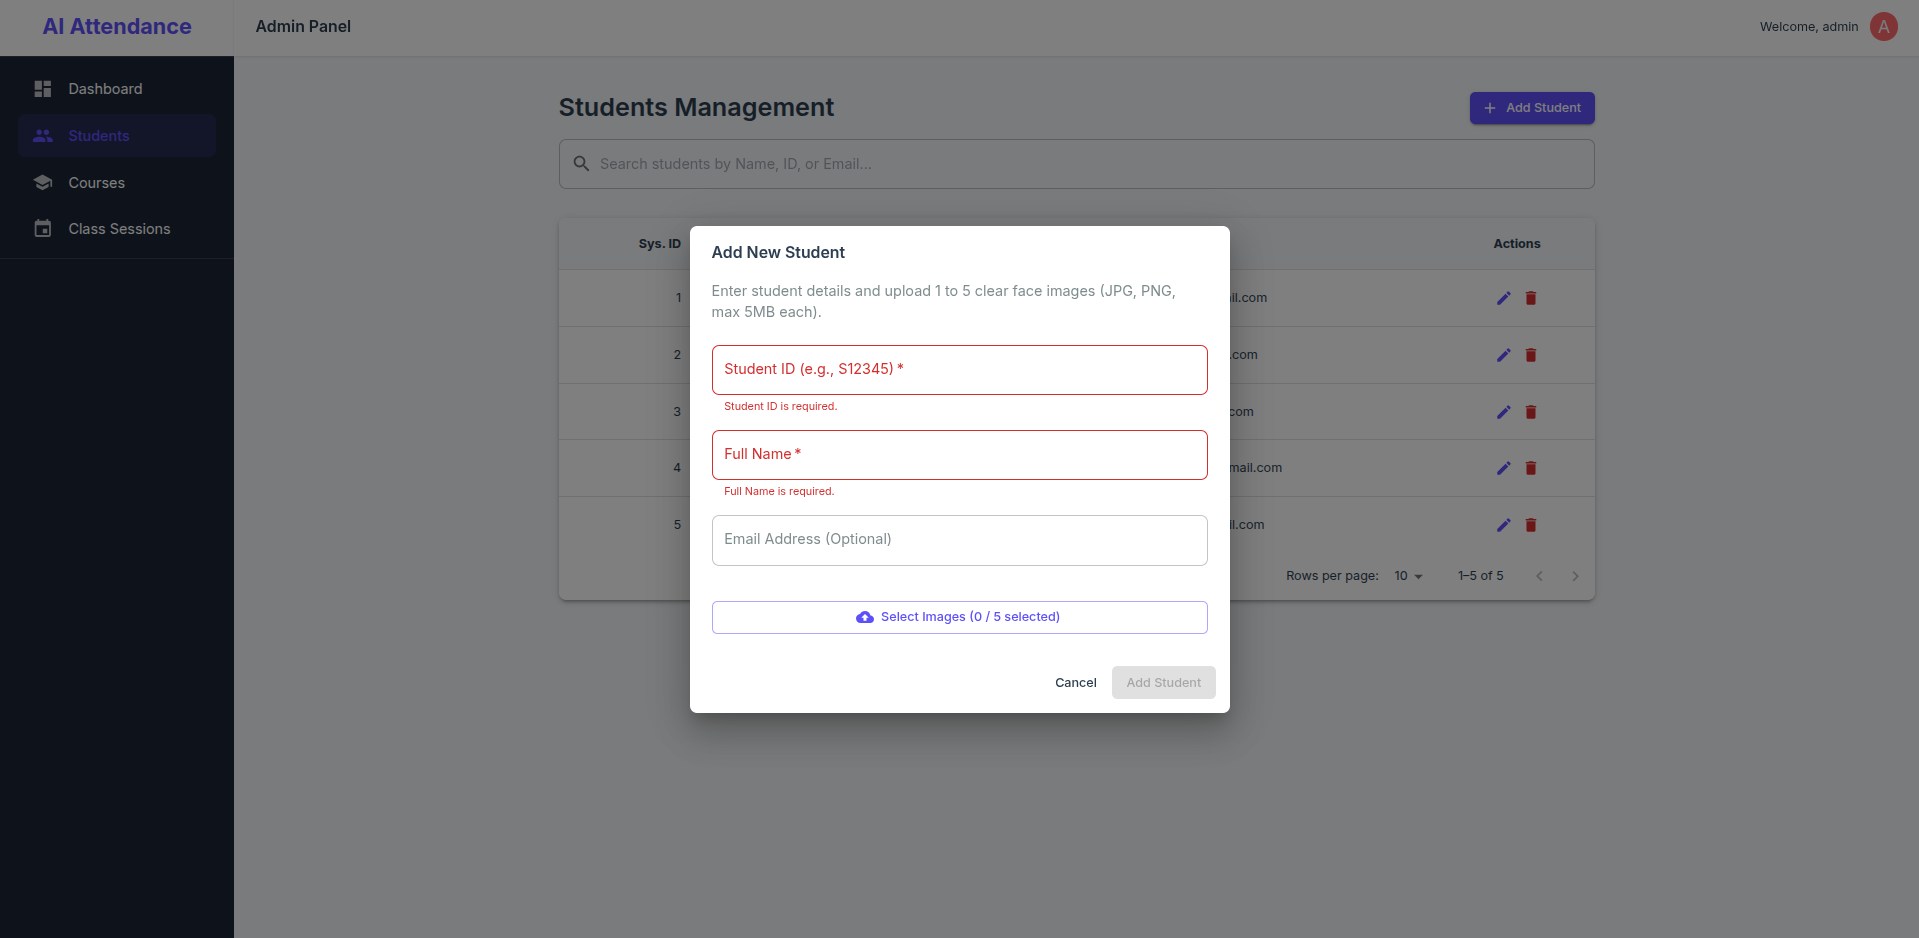 AI Attendance
Admin Panel
Welcome, admin
A
Dashboard
Students
Courses
Class Sessions
Students Management
+ Add Student
Search students by Name, ID, or Email...
Sys. ID
Actions
1
il.com
2
.com
3
com
4
mail.com
5
il.com
Rows per page: 10
1–5 of 5
Add New Student
Enter student details and upload 1 to 5 clear face images (JPG, PNG,
max 5MB each).
Student ID (e.g., S12345) *
Student ID is required.
Full Name *
Full Name is required.
Email Address (Optional)
Select Images (0 / 5 selected)
Cancel
Add Student